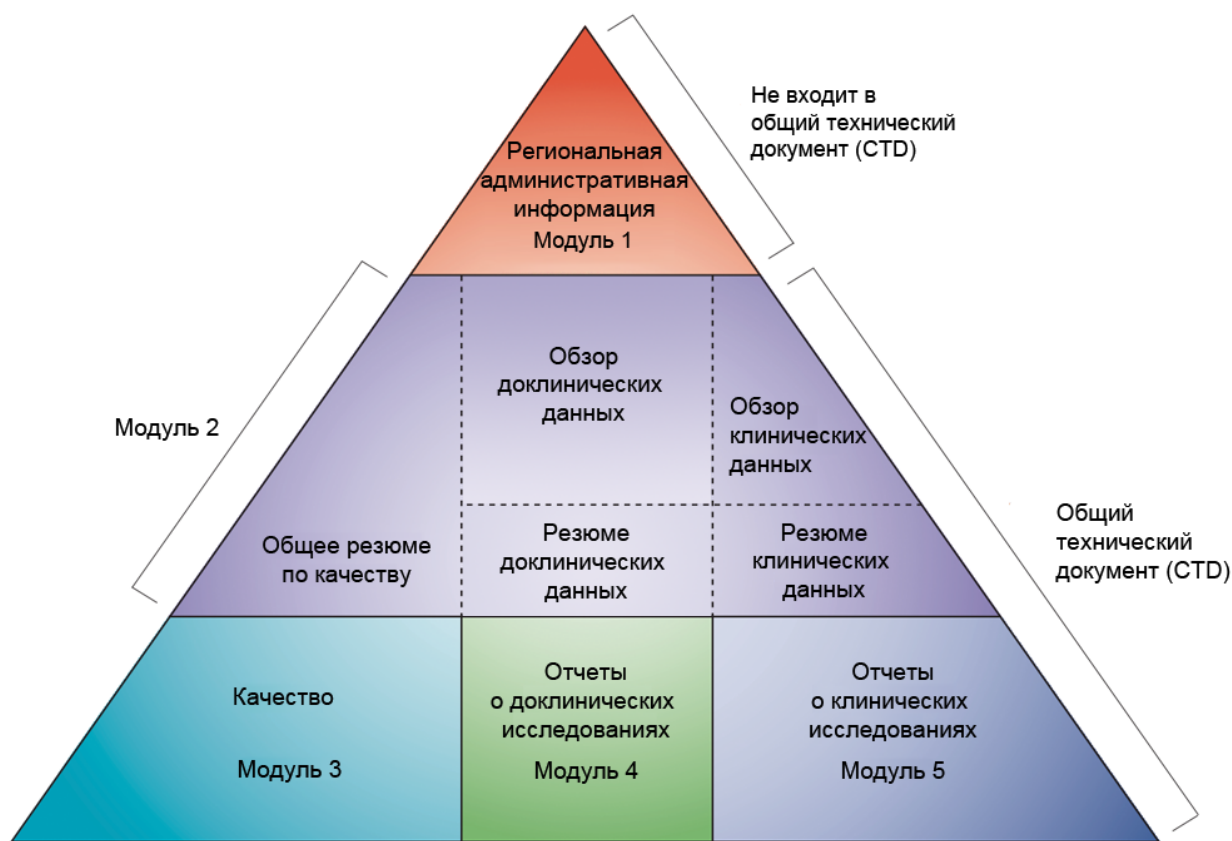 Не входит в
общий технический
документ (CTD)
Региональная
административная
информация
Модуль 1
Обзор
доклинических
данных
Обзор
клинических
данных
Модуль 2
Общее резюме
по качеству
Резюме
доклинических
данных
Резюме
клинических
данных
Общий
технический
документ (CTD)
Качество
Модуль 3
Отчеты
о доклинических
исследованиях
Модуль 4
Отчеты
о клинических
исследованиях
Модуль 5